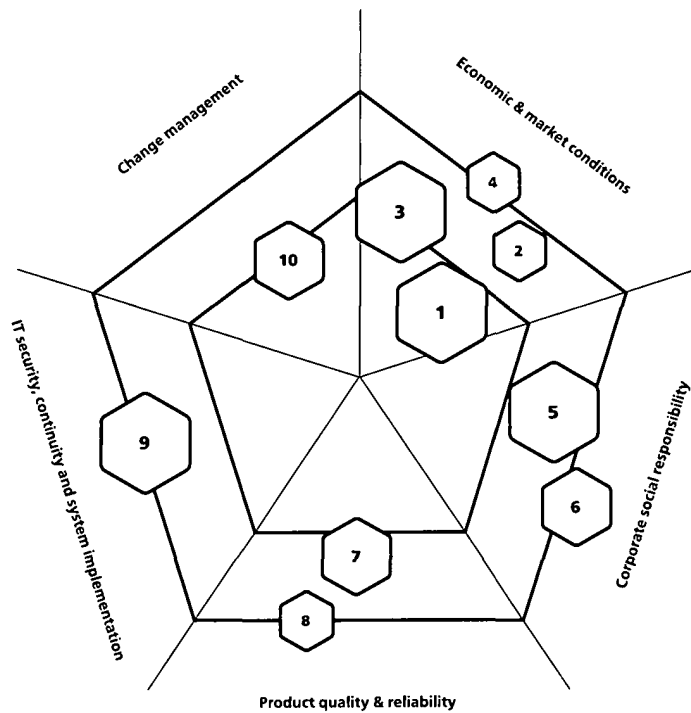 Change management
Economic & market conditions
4
3
2
10
1
5
9
6
7
8
IT security, continuity and system implementation
Corporate social responsibility
Product quality & reliability